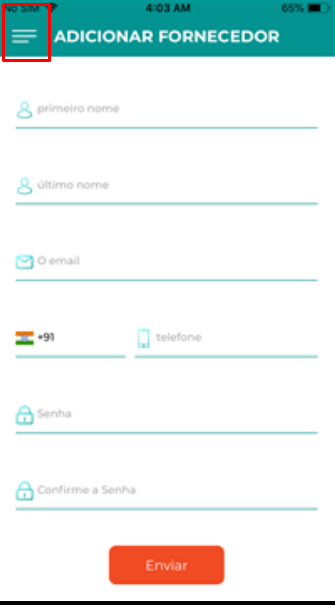 No SIM 4:03 AM 65%
ADICIONAR FORNECEDOR
primeiro nome
último nome
O email
+91 telefone
Senha
Confirme a Senha
Enviar